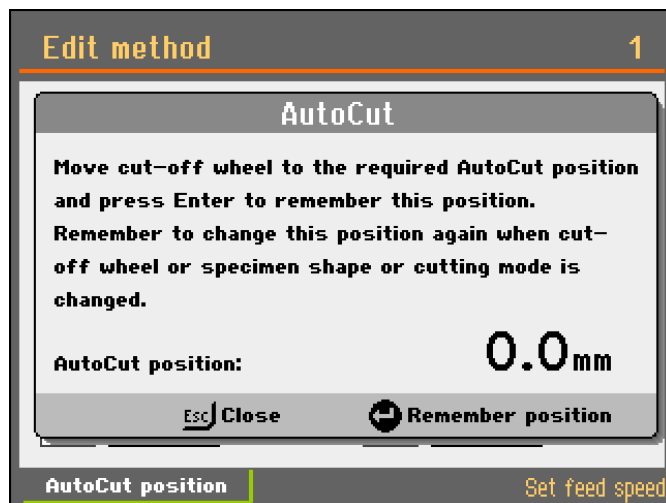 Edit method 1
AutoCut
Move cut-off wheel to the required AutoCut position
and press Enter to remember this position.
Remember to change this position again when cut-
off wheel or specimen shape or cutting mode is
changed.
AutoCut position: 0.0mm
Esc Close Remember position
AutoCut position Set feed speed